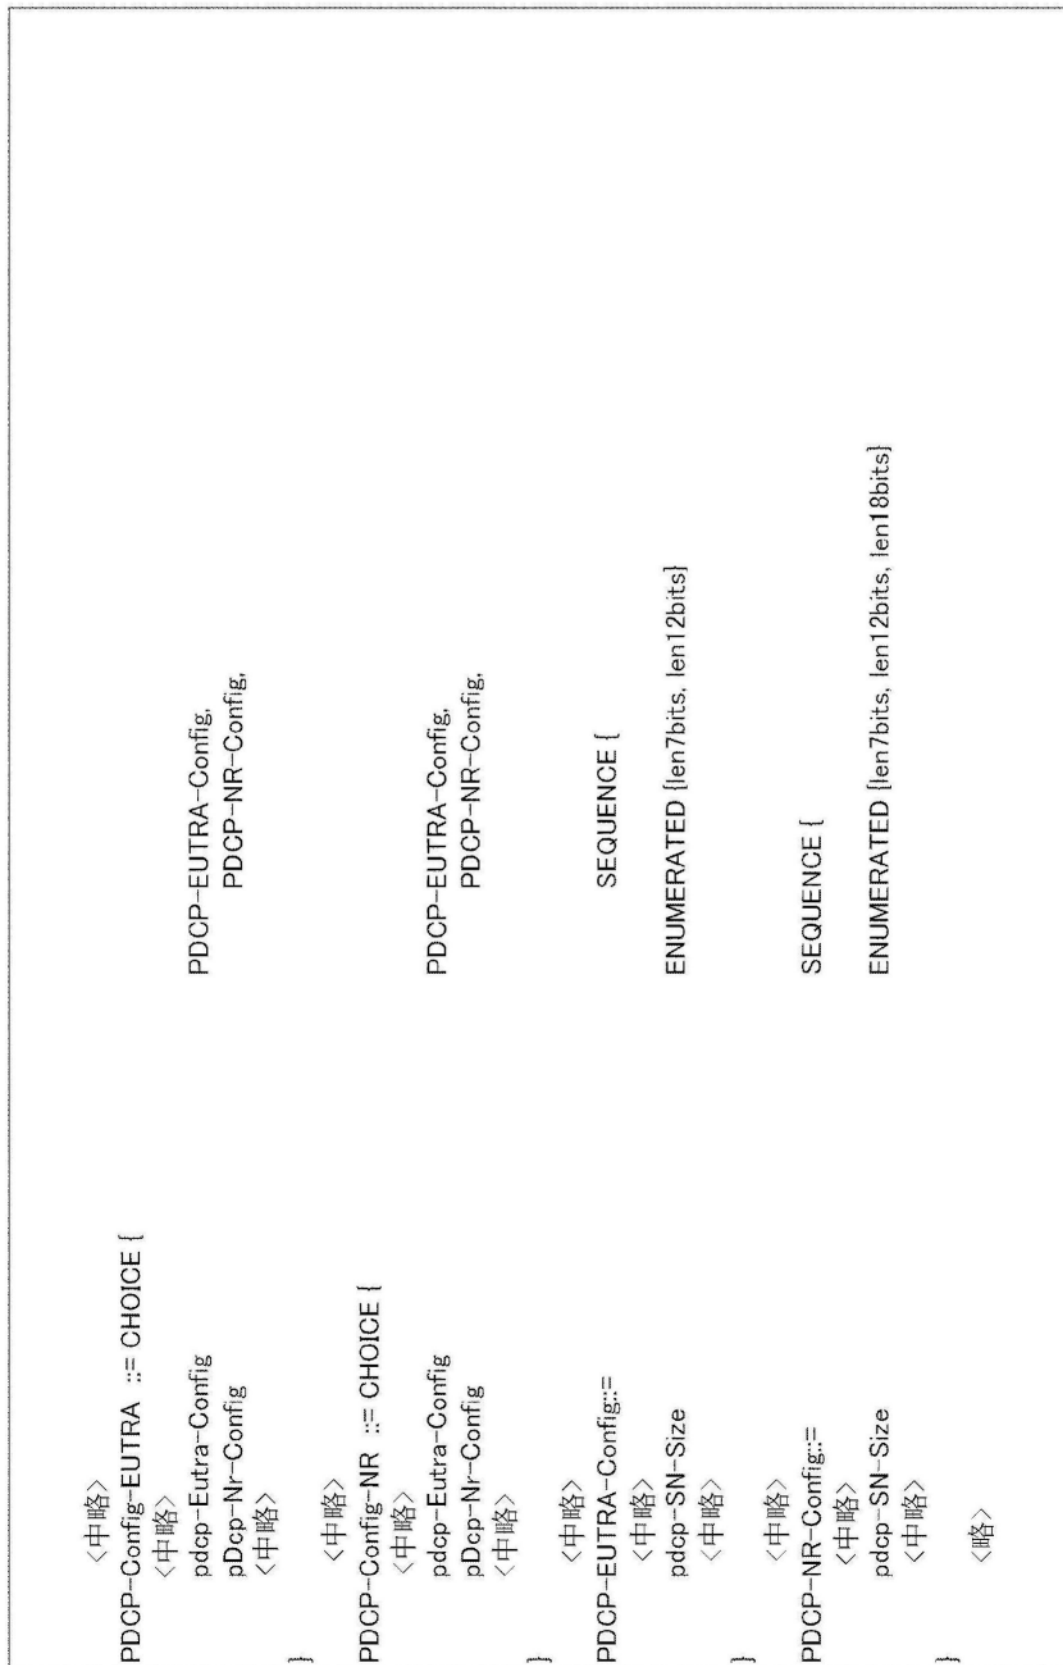 <中略>
PDCP-Config-EUTRA ::= CHOICE {
<中略>
pdcp-Eutra-Config PDCP-EUTRA-Config,
pDcp-Nr-Config PDCP-NR-Config,
<中略>
}
<中略>
PDCP-Config-NR ::= CHOICE {
<中略>
pdcp-Eutra-Config PDCP-EUTRA-Config,
pDcp-Nr-Config PDCP-NR-Config,
<中略>
}
<中略>
PDCP-EUTRA-Config::= SEQUENCE {
<中略>
pdcp-SN-Size ENUMERATED {len7bits, len12bits}
<中略>
}
<中略>
PDCP-NR-Config::= SEQUENCE {
<中略>
pdcp-SN-Size ENUMERATED {len7bits, len12bits, len18bits}
<中略>
}
<略>